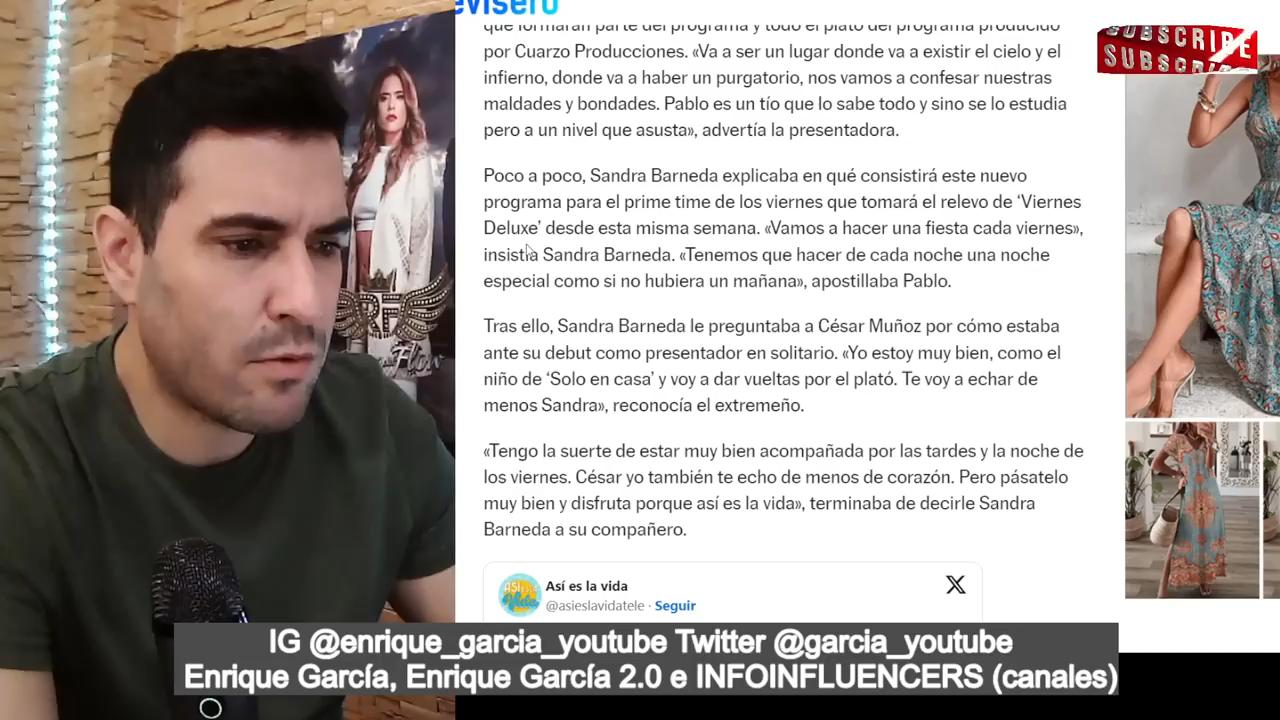 evisero
SUBSCRIBE
SUBSCRIBE
que formarán parte del programa y todo el plató del programa producido
por Cuarzo Producciones. «Va a ser un lugar donde va a existir el cielo y el
infierno, donde va a haber un purgatorio, nos vamos a confesar nuestras
maldades y bondades. Pablo es un tío que lo sabe todo y sino se lo estudia
pero a un nivel que asusta», advertía la presentadora.
Poco a poco, Sandra Barneda explicaba en qué consistirá este nuevo
programa para el prime time de los viernes que tomará el relevo de ‘Viernes
Deluxe’ desde esta misma semana. «Vamos a hacer una fiesta cada viernes»,
insistía Sandra Barneda. «Tenemos que hacer de cada noche una noche
especial como si no hubiera un mañana», apostillaba Pablo.
Tras ello, Sandra Barneda le preguntaba a César Muñoz por cómo estaba
ante su debut como presentador en solitario. «Yo estoy muy bien, como el
niño de ‘Solo en casa’ y voy a dar vueltas por el plató. Te voy a echar de
menos Sandra», reconocía el extremeño.
«Tengo la suerte de estar muy bien acompañada por las tardes y la noche de
los viernes. César yo también te echo de menos de corazón. Pero pásatelo
muy bien y disfruta porque así es la vida», terminaba de decirle Sandra
Barneda a su compañero.
Así es la vida
@asieslavidatele · Seguir
IG @enrique_garcia_youtube Twitter @garcia_youtube
Enrique García, Enrique García 2.0 e INFOINFLUENCERS (canales)